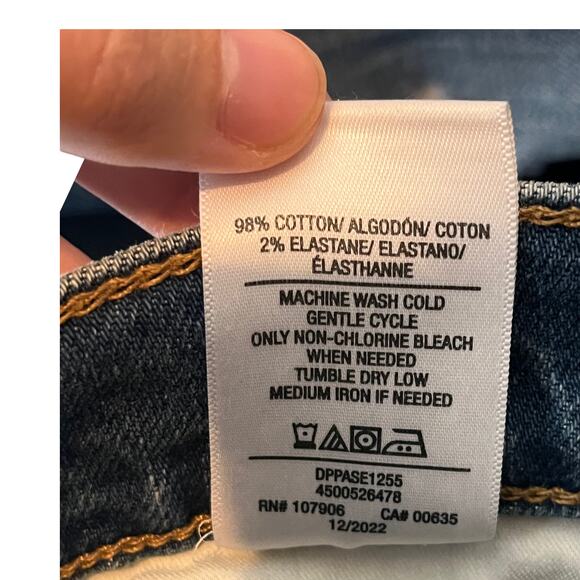 98% COTTON/ ALGODÓN/ COTON
2% ELASTANE/ ELASTANO/
ÉLASTHANNE
MACHINE WASH COLD
GENTLE CYCLE
ONLY NON-CHLORINE BLEACH
WHEN NEEDED
TUMBLE DRY LOW
MEDIUM IRON IF NEEDED
DPPASE1255
4500526478
RN# 107906 CA# 00635
12/2022